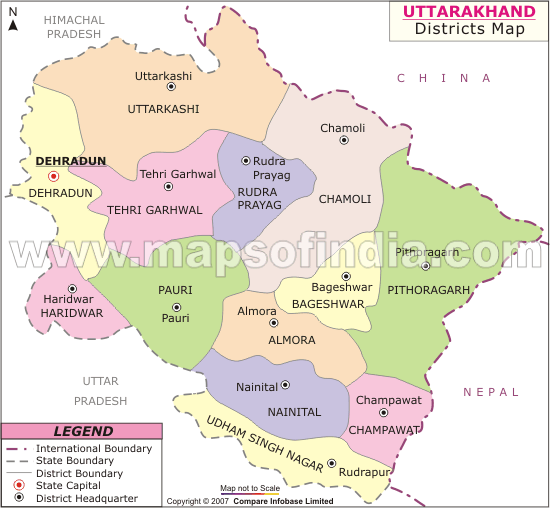 N
HIMACHAL
PRADESH
UTTARAKHAND
Districts Map
C H I N A
Uttarkashi
UTTARKASHI
Chamoli
CHAMOLI
DEHRADUN
DEHRADUN
Tehri Garhwal
TEHRI GARHWAL
Rudra
Prayag
RUDRA
PRAYAG
www.mapsofindia.com
Pithoragarh
PITHORAGARH
Haridwar
HARIDWAR
PAURI
Pauri
Bageshwar
BAGESHWAR
Almora
ALMORA
UTTAR
PRADESH
Nainital
NAINITAL
Champawat
CHAMPAWAT
N E P A L
UDHAM SINGH NAGAR
Rudrapur
LEGEND
International Boundary
State Boundary
District Boundary
State Capital
District Headquarter
Map not to Scale
Copyright © 2007 Compare Infobase Limited